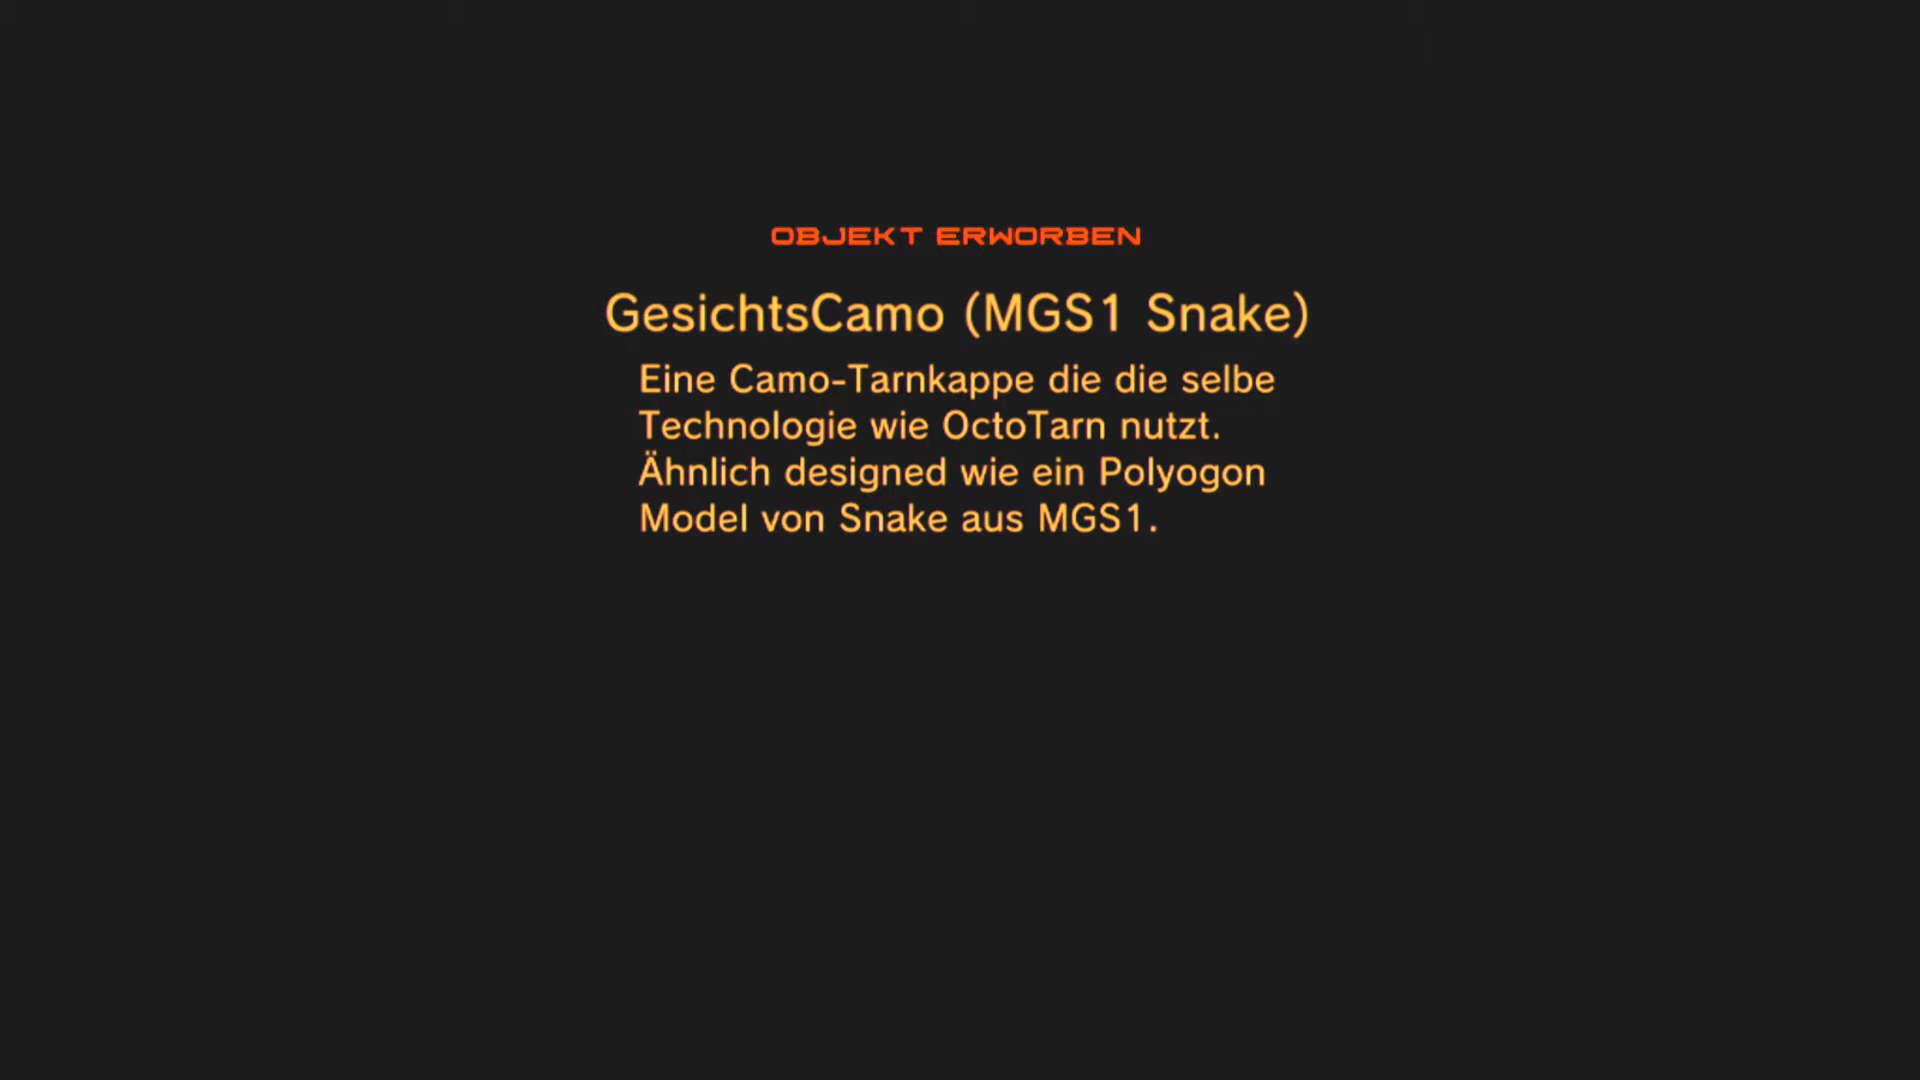 OBJEKT ERWORBEN
GesichtsCamo (MGS1 Snake)
Eine Camo-Tarnkappe die die selbe
Technologie wie OctoTarn nutzt.
Ähnlich designed wie ein Polyogon
Model von Snake aus MGS1.